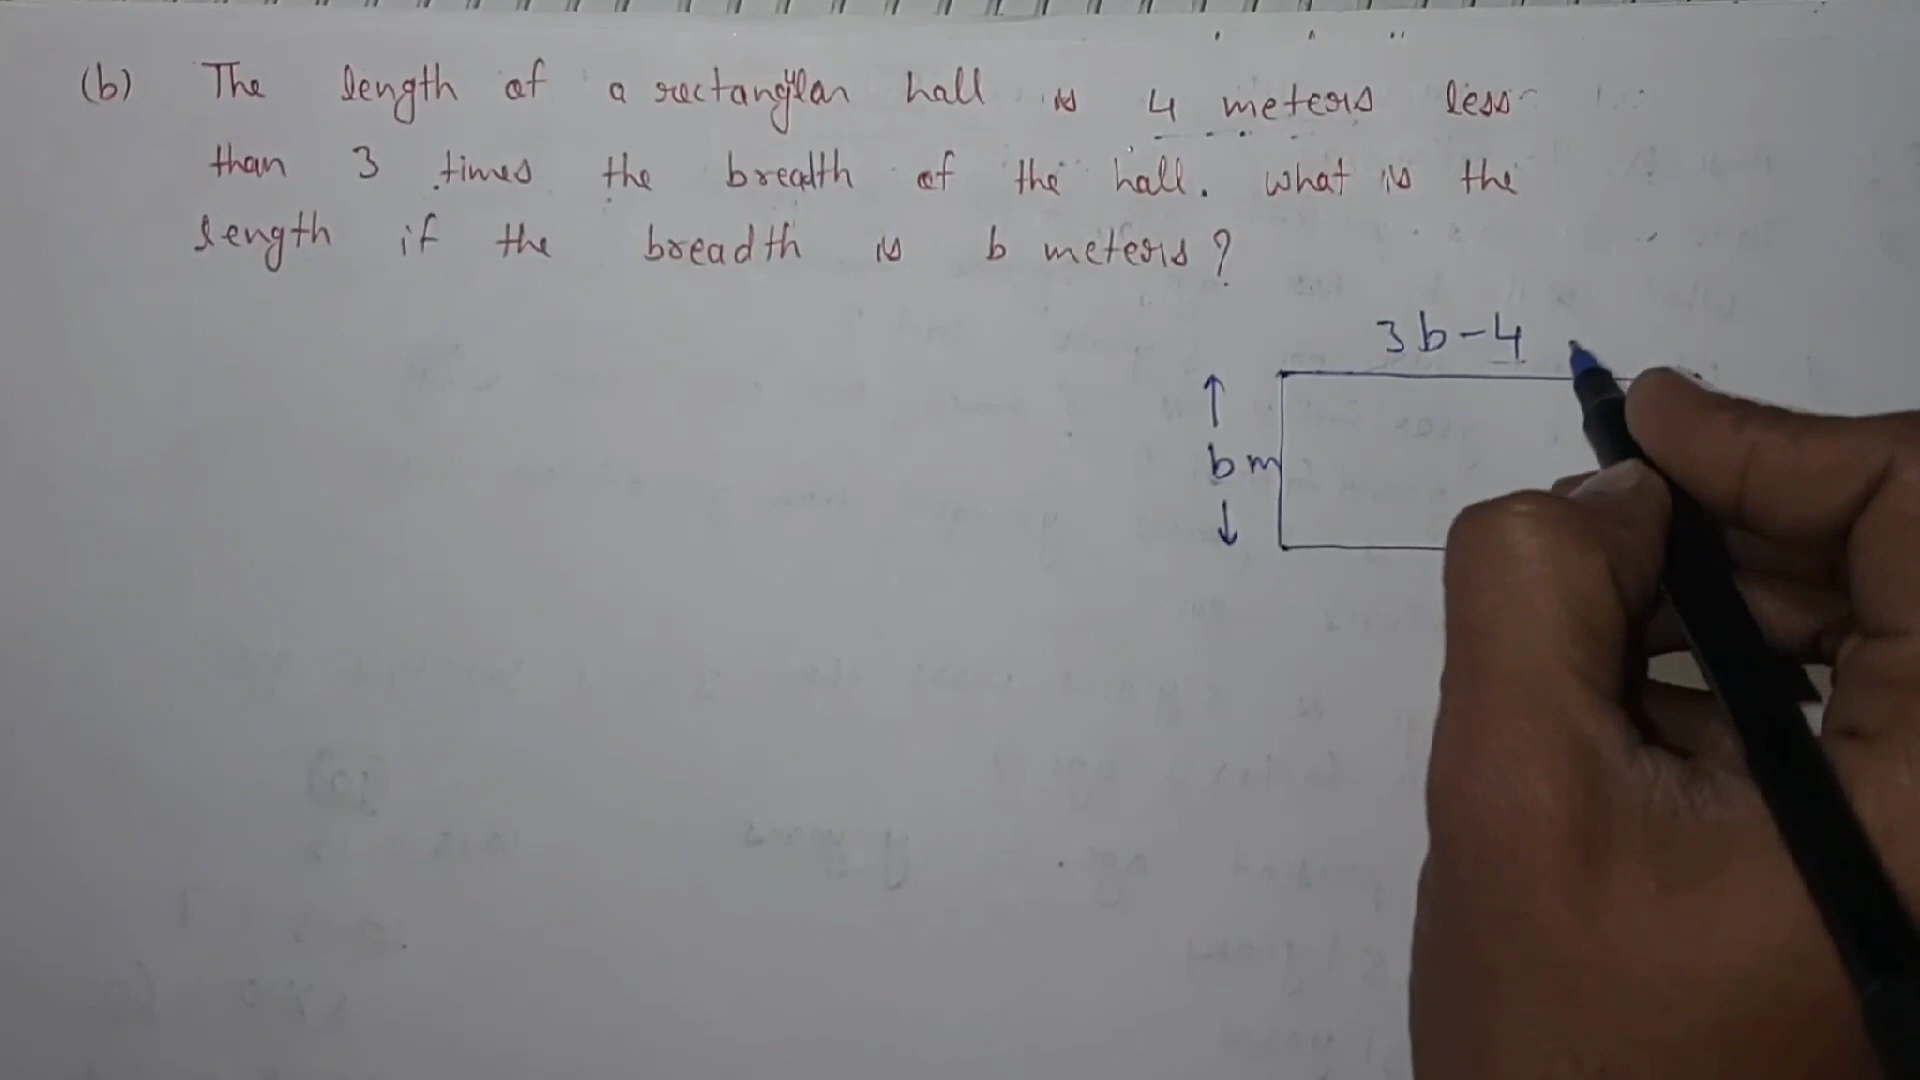 (b) The length of a rectangular hall is 4 meters less
than 3 times the breadth of the hall. what is the
length if the breadth is b meters?
3b-4
↑
b m
↓